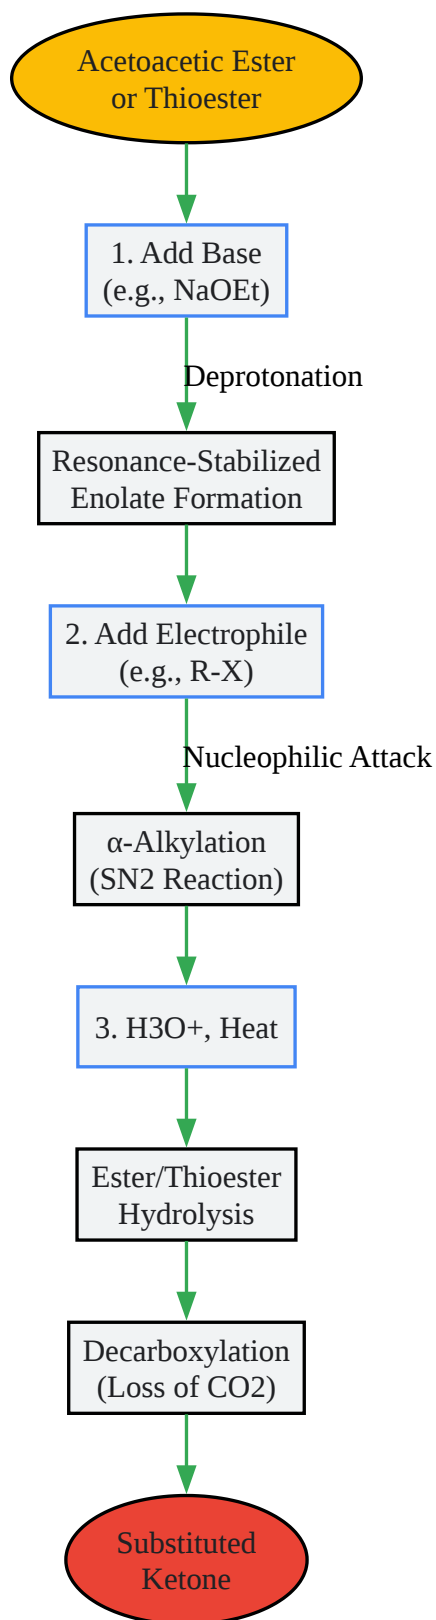 Acetoacetic Ester
or Thioester
1. Add Base
(e.g., NaOEt)
Deprotonation
Resonance-Stabilized
Enolate Formation
2. Add Electrophile
(e.g., R-X)
Nucleophilic Attack
α-Alkylation
(SN2 Reaction)
3. H3O+, Heat
Ester/Thioester
Hydrolysis
Decarboxylation
(Loss of CO2)
Substituted
Ketone